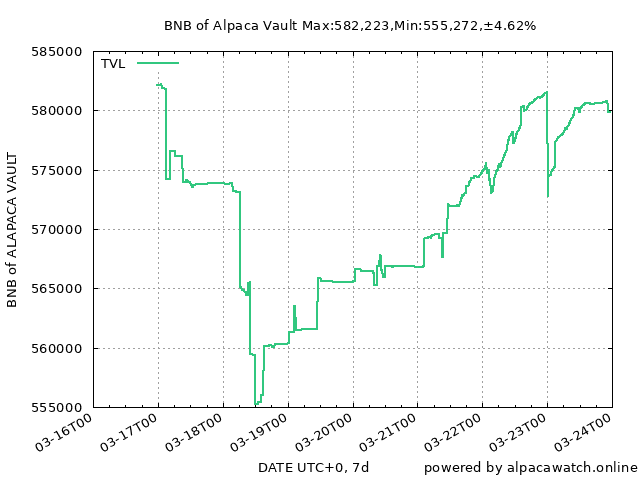 BNB of Alpaca Vault Max:582,223,Min:555,272,±4.62%
585000
TVL
580000
575000
570000
565000
560000
555000
BNB of ALAPACA VAULT
03-16T00
03-17T00
03-18T00
03-19T00
03-20T00
03-21T00
03-22T00
03-23T00
03-24T00
DATE UTC+0, 7d
powered by alpacawatch.online